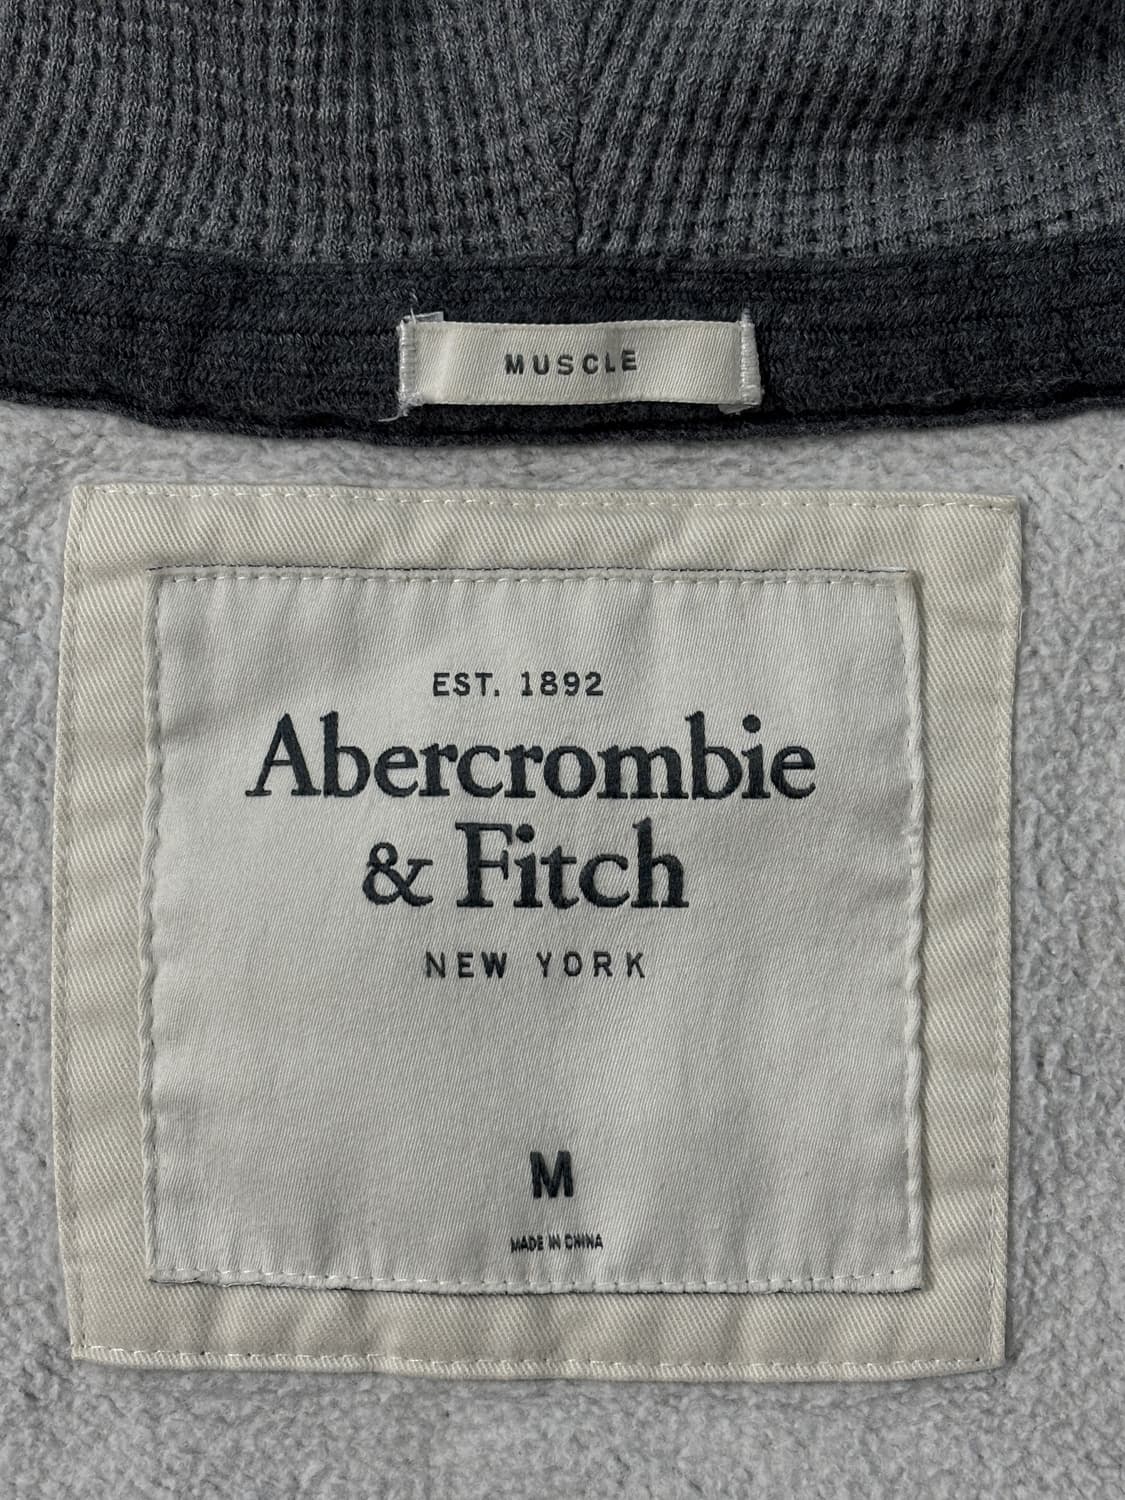 MUSCLE
EST. 1892
Abercrombie
& Fitch
NEW YORK
M
MADE IN CHINA